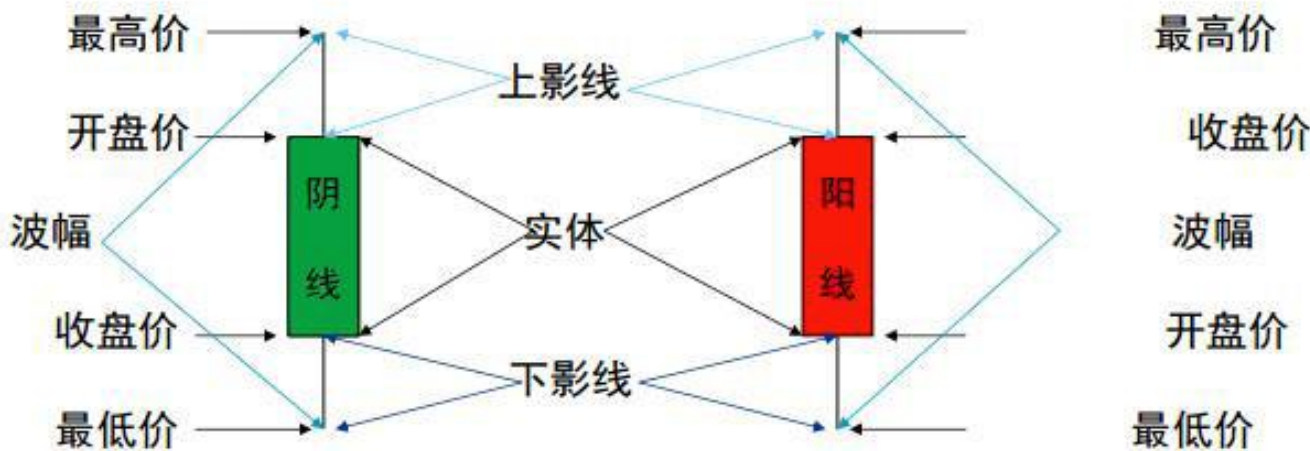 最高价
最高价
上影线
开盘价
收盘价
阴线
阳线
波幅
实体
波幅
收盘价
开盘价
下影线
最低价
最低价